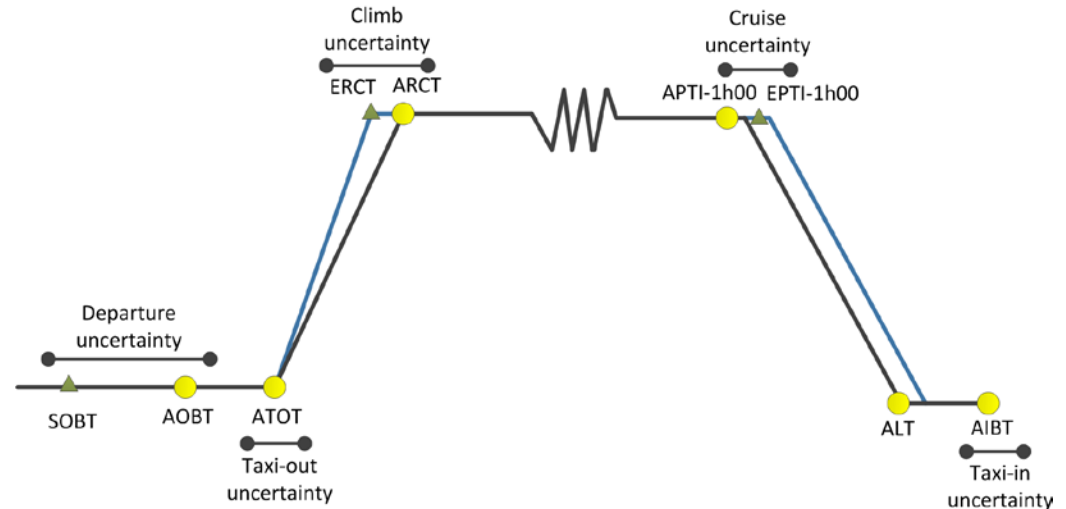 Climb
uncertainty
Cruise
uncertainty
ERCT
ARCT
APTI-1h00
EPTI-1h00
Departure
uncertainty
SOBT
AOBT
ATOT
ALT
AIBT
Taxi-out
uncertainty
Taxi-in
uncertainty